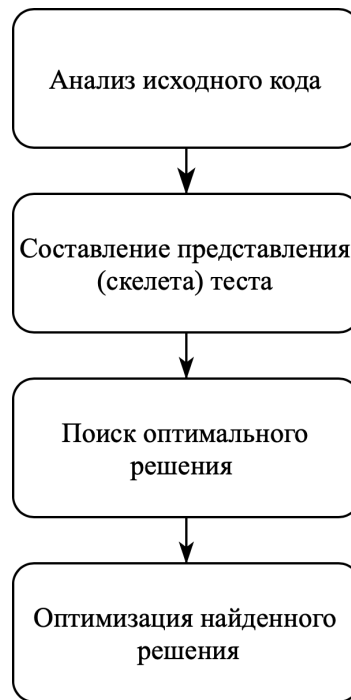 Анализ исходного кода
Составление представления
(скелета) теста
Поиск оптимального
решения
Оптимизация найденного
решения